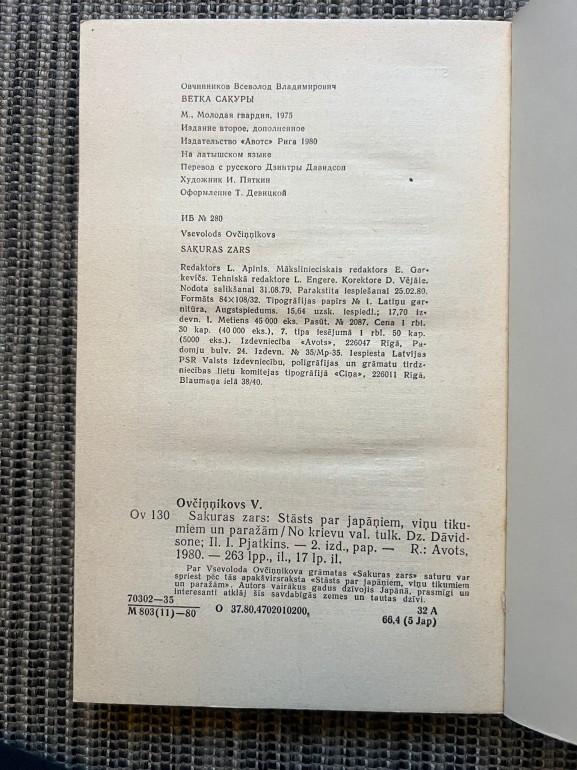 Овчинников Всеволод Владимирович
ВЕТКА САКУРЫ
М., Молодая гвардия, 1975
Издание второе, дополненное
Издательство «Авотс» Рига 1980
На латышском языке
Перевод с русского Дзинтры Давидсон
Художник И. Пяткин
Оформление Т. Девицкой
ИБ № 280
Vsevolods Ovčiņņikovs
SAKURAS ZARS
Redaktors L. Apinis. Mākslinieciskais redaktors E. Gar-
kevičs. Tehniskā redaktore L. Engere. Korektore D. Vējāle.
Nodota salikšanai 31.08.79. Parakstīta iespiešanai 25.02.80.
Formāts 84×108/32. Tipogrāfijas papīrs № 1. Latīņu gar-
nitūra, Augstspiedums. 15,64 uzsk. iespiedl.; 17,70 iz-
devn. l. Metiens 45 000 eks. Pasūt. № 2087. Cena 1 rbl.
30 kap. (40 000 eks.), 7. tipa iesējumā 1 rbl. 50 kap.
(5000 eks.). Izdevniecība «Avots», 226047 Rīgā, Pa-
domju bulv. 24. Izdevn. № 35/Mp-35. Iespiesta Latvijas
PSR Valsts Izdevniecību, poligrāfijas un grāmatu tirdz-
niecības lietu komitejas tipogrāfijā «Cīņa», 226011 Rīgā,
Blaumaņa ielā 38/40.
Ovčiņņikovs V.
Ov 130 Sakuras zars: Stāsts par japāņiem, viņu tiku-
miem un paražām/No krievu val. tulk. Dz. Dāvid-
sone; Il. I. Pjatkins. — 2. izd., pap. — R.: Avots,
1980. — 263 lpp., il., 17 lp. il.
Par Vsevoloda Ovčiņņikova grāmatas «Sakuras zars» saturu var
spriest pēc tās apakšvirsraksta «Stāsts par japāņiem, viņu tikumiem
un paražām». Autors vairākus gadus dzīvojis Japānā, prasmīgi un
interesanti atklāj šīs savdabīgās zemes un tautas dzīvi.
70302—35
M 803(11)—80 O 37.80.4702010200, 32 A
66,4 (5 Jap)